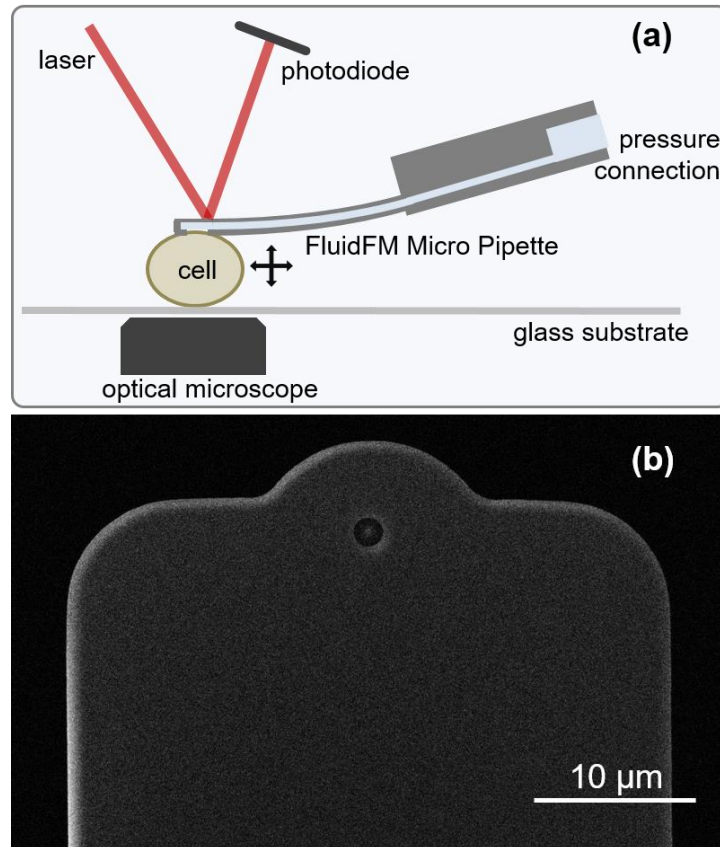 (a)
laser
photodiode
pressure
connection
FluidFM Micro Pipette
cell
glass substrate
optical microscope
(b)
10 µm